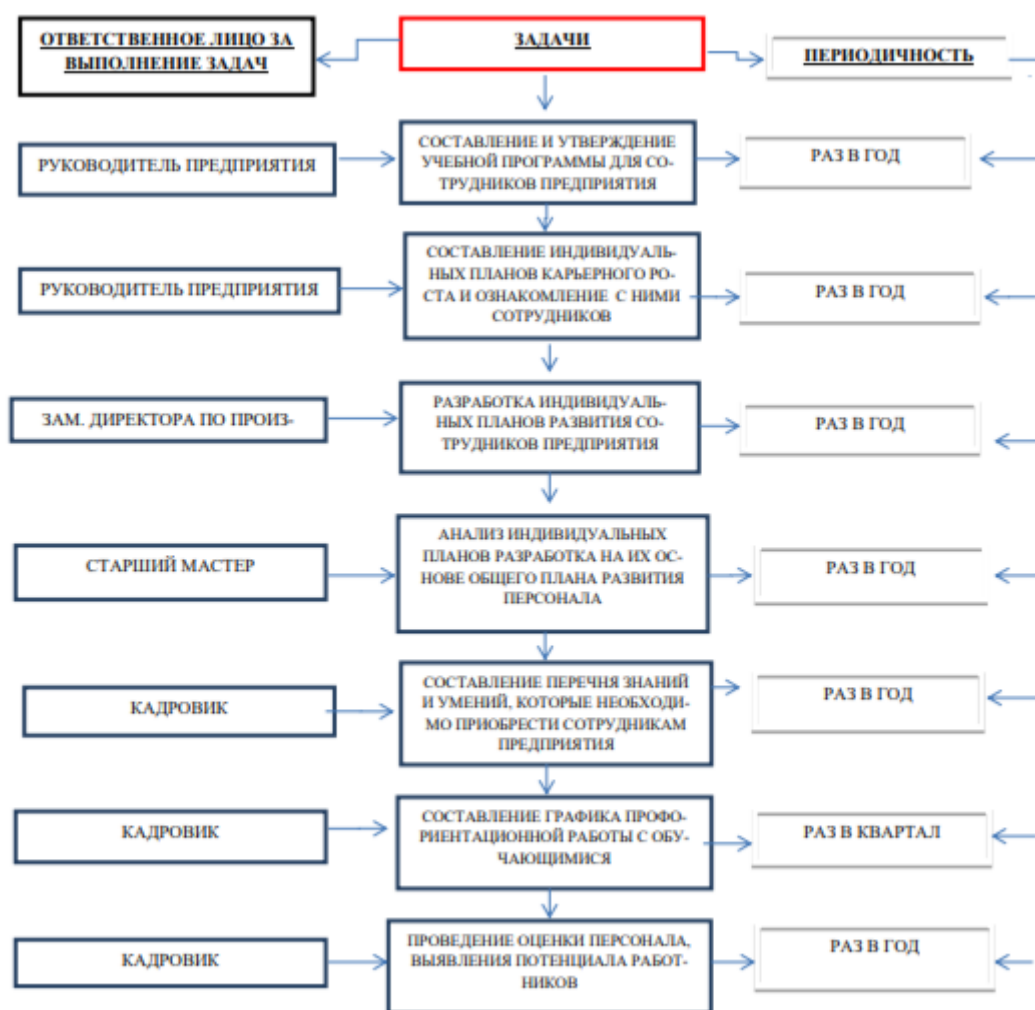 ОТВЕТСТВЕННОЕ ЛИЦО ЗА
ВЫПОЛНЕНИЕ ЗАДАЧ
ЗАДАЧИ
ПЕРИОДИЧНОСТЬ
РУКОВОДИТЕЛЬ ПРЕДПРИЯТИЯ
СОСТАВЛЕНИЕ И УТВЕРЖДЕНИЕ
УЧЕБНОЙ ПРОГРАММЫ ДЛЯ СО-
ТРУДНИКОВ ПРЕДПРИЯТИЯ
РАЗ В ГОД
РУКОВОДИТЕЛЬ ПРЕДПРИЯТИЯ
СОСТАВЛЕНИЕ ИНДИВИДУАЛЬ-
НЫХ ПЛАНОВ КАРЬЕРНОГО РО-
СТА И ОЗНАКОМЛЕНИЕ С НИМИ
СОТРУДНИКОВ
РАЗ В ГОД
ЗАМ. ДИРЕКТОРА ПО ПРОИЗ-
РАЗРАБОТКА ИНДИВИДУАЛЬ-
НЫХ ПЛАНОВ РАЗВИТИЯ СО-
ТРУДНИКОВ ПРЕДПРИЯТИЯ
РАЗ В ГОД
СТАРШИЙ МАСТЕР
АНАЛИЗ ИНДИВИДУАЛЬНЫХ
ПЛАНОВ РАЗРАБОТКА НА ИХ ОС-
НОВЕ ОБЩЕГО ПЛАНА РАЗВИТИЯ
ПЕРСОНАЛА
РАЗ В ГОД
КАДРОВИК
СОСТАВЛЕНИЕ ПЕРЕЧНЯ ЗНАНИЙ
И УМЕНИЙ, КОТОРЫЕ НЕОБХОДИ-
МО ПРИОБРЕСТИ СОТРУДНИКАМ
ПРЕДПРИЯТИЯ
РАЗ В ГОД
КАДРОВИК
СОСТАВЛЕНИЕ ГРАФИКА ПРОФО-
РИЕНТАЦИОННОЙ РАБОТЫ С ОБУ-
ЧАЮЩИМИСЯ
РАЗ В КВАРТАЛ
КАДРОВИК
ПРОВЕДЕНИЕ ОЦЕНКИ ПЕРСОНАЛА,
ВЫЯВЛЕНИЯ ПОТЕНЦИАЛА РАБОТ-
НИКОВ
РАЗ В ГОД